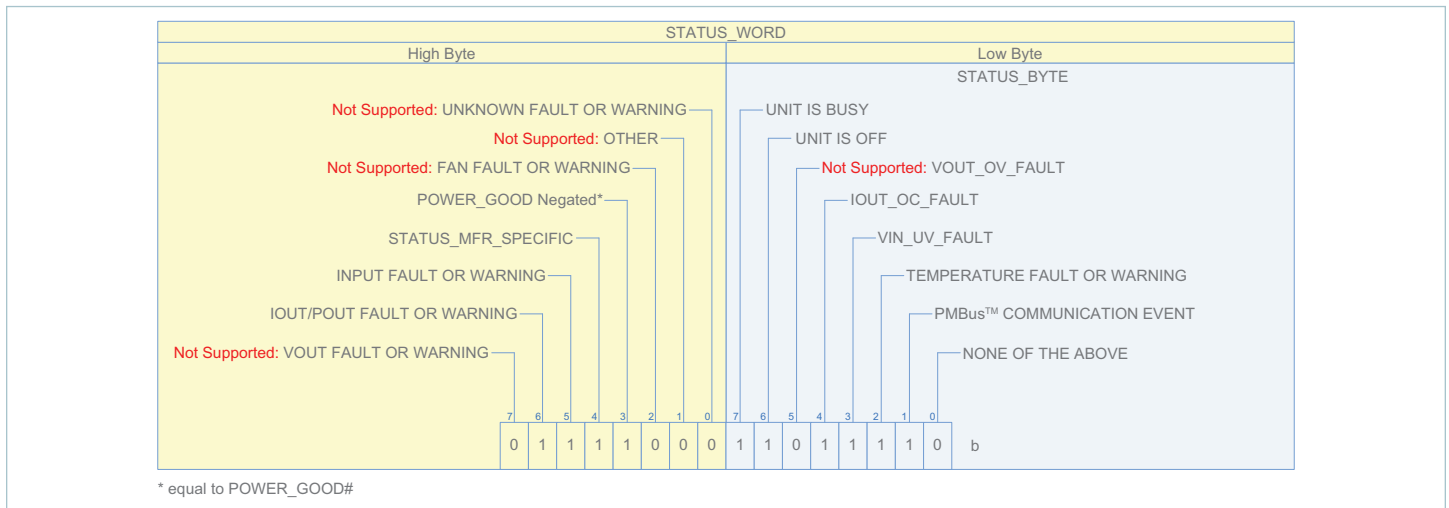 STATUS_WORD
High Byte
Low Byte
STATUS_BYTE
Not Supported: UNKNOWN FAULT OR WARNING
Not Supported: OTHER
Not Supported: FAN FAULT OR WARNING
POWER_GOOD Negated*
STATUS_MFR_SPECIFIC
INPUT FAULT OR WARNING
IOUT/POUT FAULT OR WARNING
Not Supported: VOUT FAULT OR WARNING
UNIT IS BUSY
UNIT IS OFF
Not Supported: VOUT_OV_FAULT
IOUT_OC_FAULT
VIN_UV_FAULT
TEMPERATURE FAULT OR WARNING
PMBus™ COMMUNICATION EVENT
NONE OF THE ABOVE
7 6 5 4 3 2 1 0 7 6 5 4 3 2 1 0
0 1 1 1 1 0 0 0 1 1 0 1 1 1 1 0 b
* equal to POWER_GOOD#